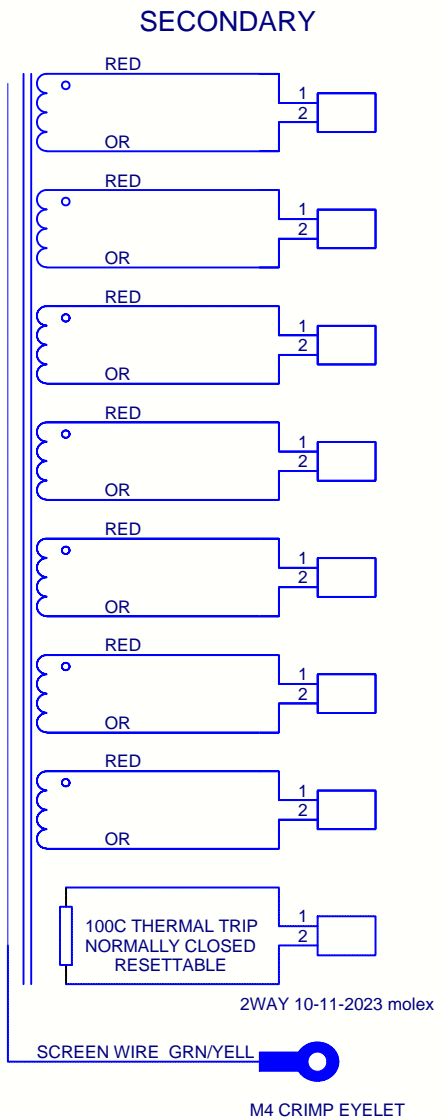 SECONDARY
RED
1
2
OR
RED
1
2
OR
RED
1
2
OR
RED
1
2
OR
RED
1
2
OR
RED
1
2
OR
RED
1
2
OR
100C THERMAL TRIP
NORMALLY CLOSED
RESETTABLE
1
2
2WAY 10-11-2023 molex
SCREEN WIRE GRN/YELL
M4 CRIMP EYELET